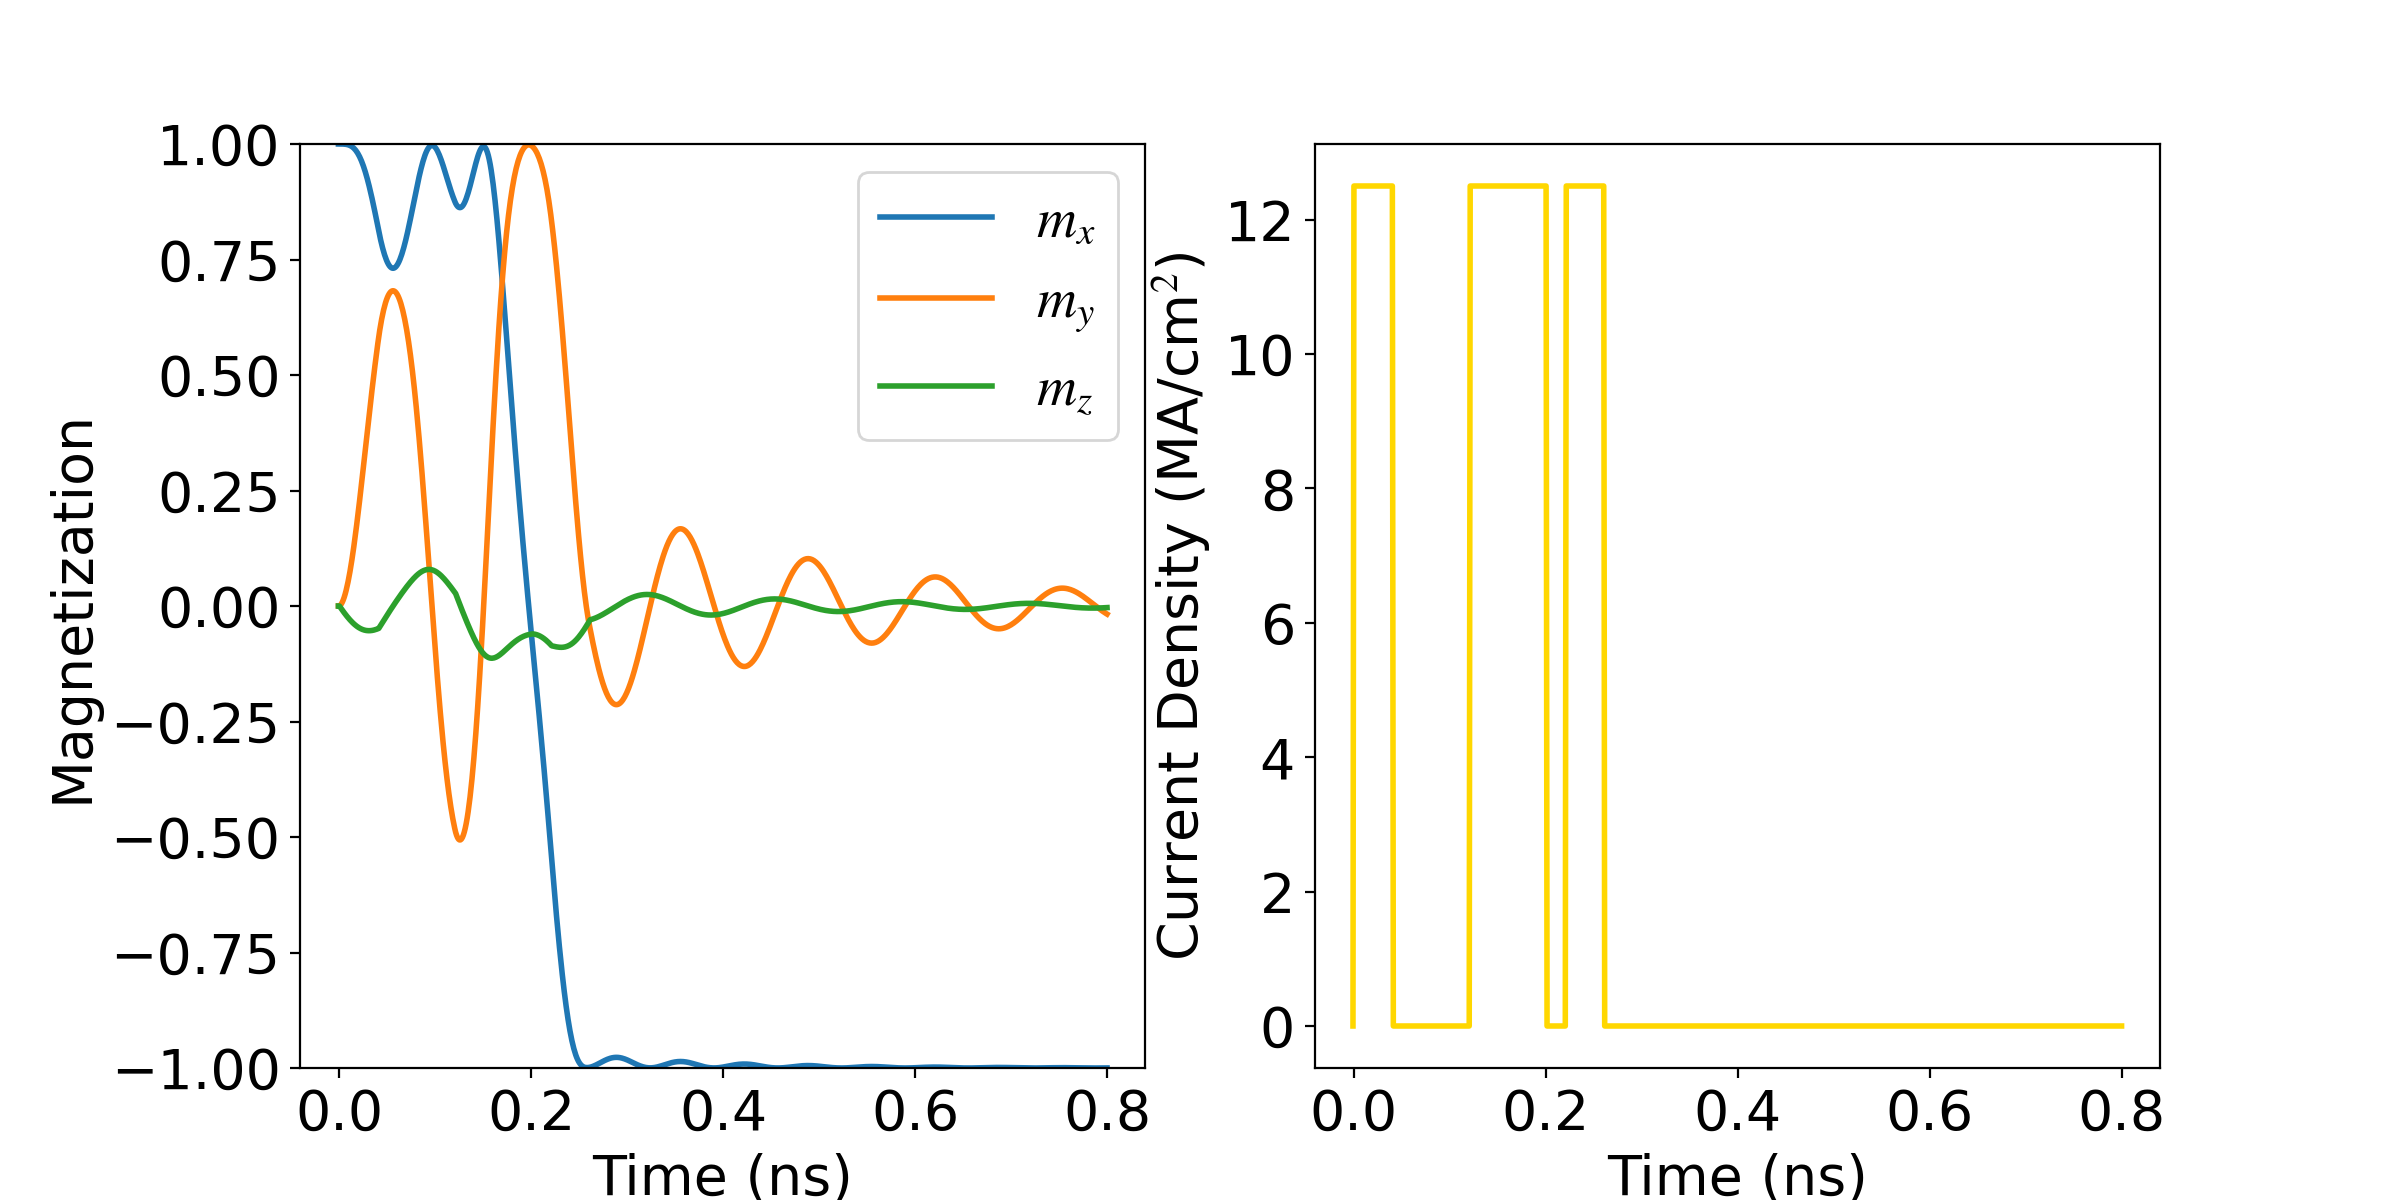 1.00
0.75
0.50
0.25
0.00
−0.25
−0.50
−0.75
−1.00
Magnetization
0.0 0.2 0.4 0.6 0.8
Time (ns)
m_x
m_y
m_z
12
10
8
6
4
2
0
Current Density (MA/cm²)
0.0 0.2 0.4 0.6 0.8
Time (ns)